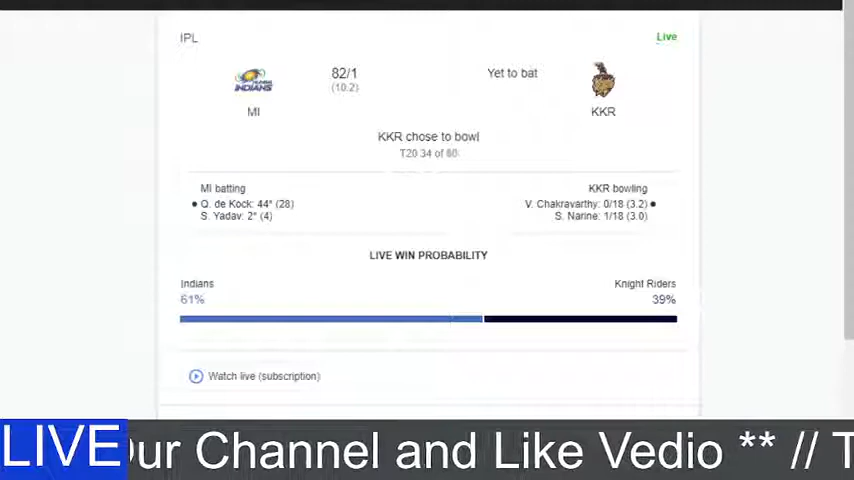 IPL
Live
82/1
(10.2)
Yet to bat
INDIANS
MI
KKR
KKR chose to bowl
T20 34 of 60
MI batting
KKR bowling
Q. de Kock: 44* (28)
V. Chakravarthy: 0/18 (3.2)
S. Yadav: 2* (4)
S. Narine: 1/18 (3.0)
LIVE WIN PROBABILITY
Indians
Knight Riders
61%
39%
Watch live (subscription)
LIVE
ur Channel and Like Vedio ** // T